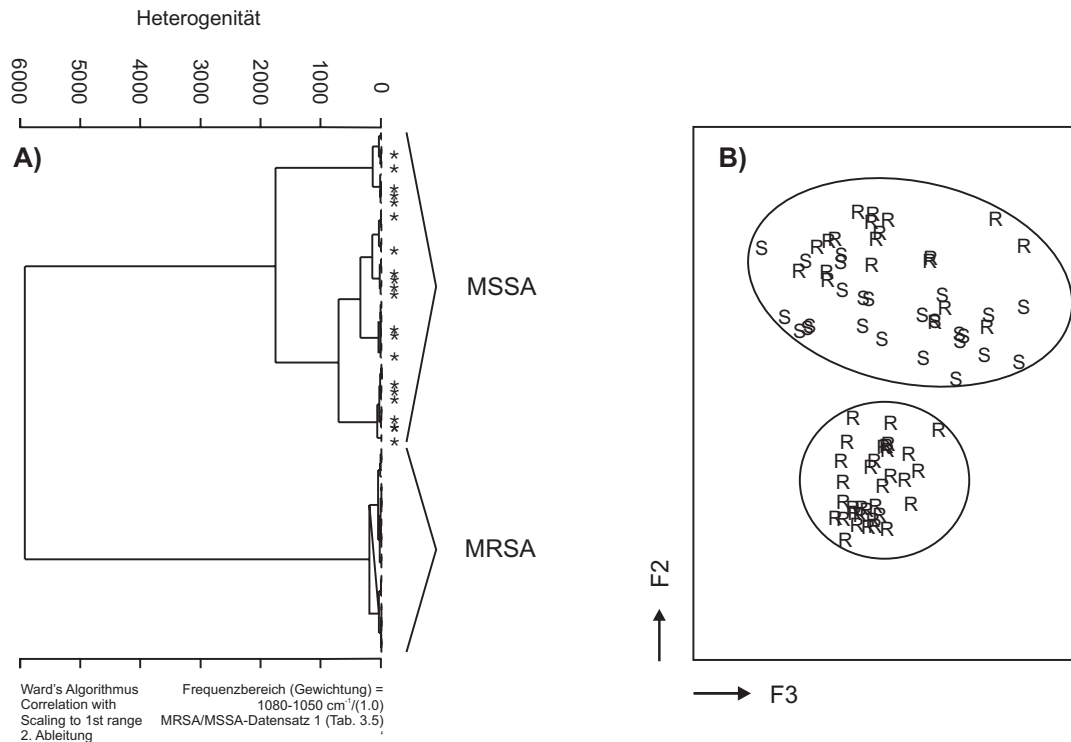 Heterogenität
6000 5000 4000 3000 2000 1000 0
A)
* * * * * * * * * * * * * * * * * * * *
MSSA
MRSA
Ward's Algorithmus
Correlation with
Scaling to 1st range
2. Ableitung
Frequenzbereich (Gewichtung) =
1080-1050 cm⁻¹/(1.0)
MRSA/MSSA-Datensatz 1 (Tab. 3.5)
B)
R R R R R R
S R R R R R R
S S S R R R R
R R
S S S S S S R S S S
S S S S S R R S S R
S S S S S S
R R R
R R R R R
R R R R R
R R R R
R R R R R R
R R R R R R R
R R R R R
F2
F3